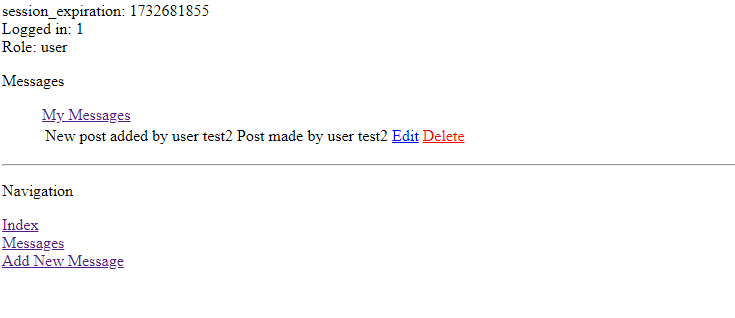 session_expiration: 1732681855
Logged in: 1
Role: user
Messages
My Messages
New post added by user test2 Post made by user test2 Edit Delete
Navigation
Index
Messages
Add New Message